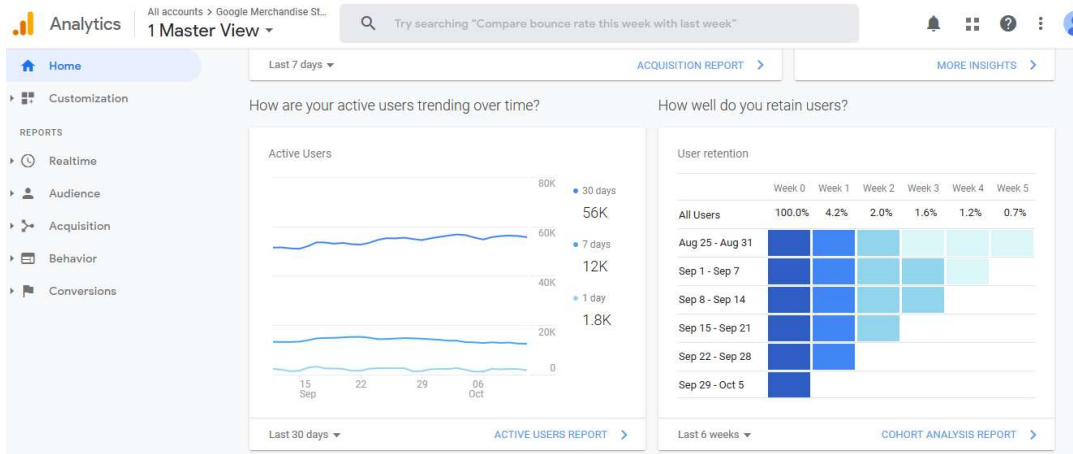 Analytics
All accounts > Google Merchandise St...
1 Master View
Try searching "Compare bounce rate this week with last week"
Home
Customization
REPORTS
Realtime
Audience
Acquisition
Behavior
Conversions
Last 7 days
ACQUISITION REPORT
MORE INSIGHTS
How are your active users trending over time?
Active Users
80K
60K
40K
20K
0
15 Sep
22
29
06 Oct
30 days
56K
7 days
12K
1 day
1.8K
Last 30 days
ACTIVE USERS REPORT
How well do you retain users?
User retention
Week 0 Week 1 Week 2 Week 3 Week 4 Week 5
All Users 100.0% 4.2% 2.0% 1.6% 1.2% 0.7%
Aug 25 - Aug 31
Sep 1 - Sep 7
Sep 8 - Sep 14
Sep 15 - Sep 21
Sep 22 - Sep 28
Sep 29 - Oct 5
Last 6 weeks
COHORT ANALYSIS REPORT